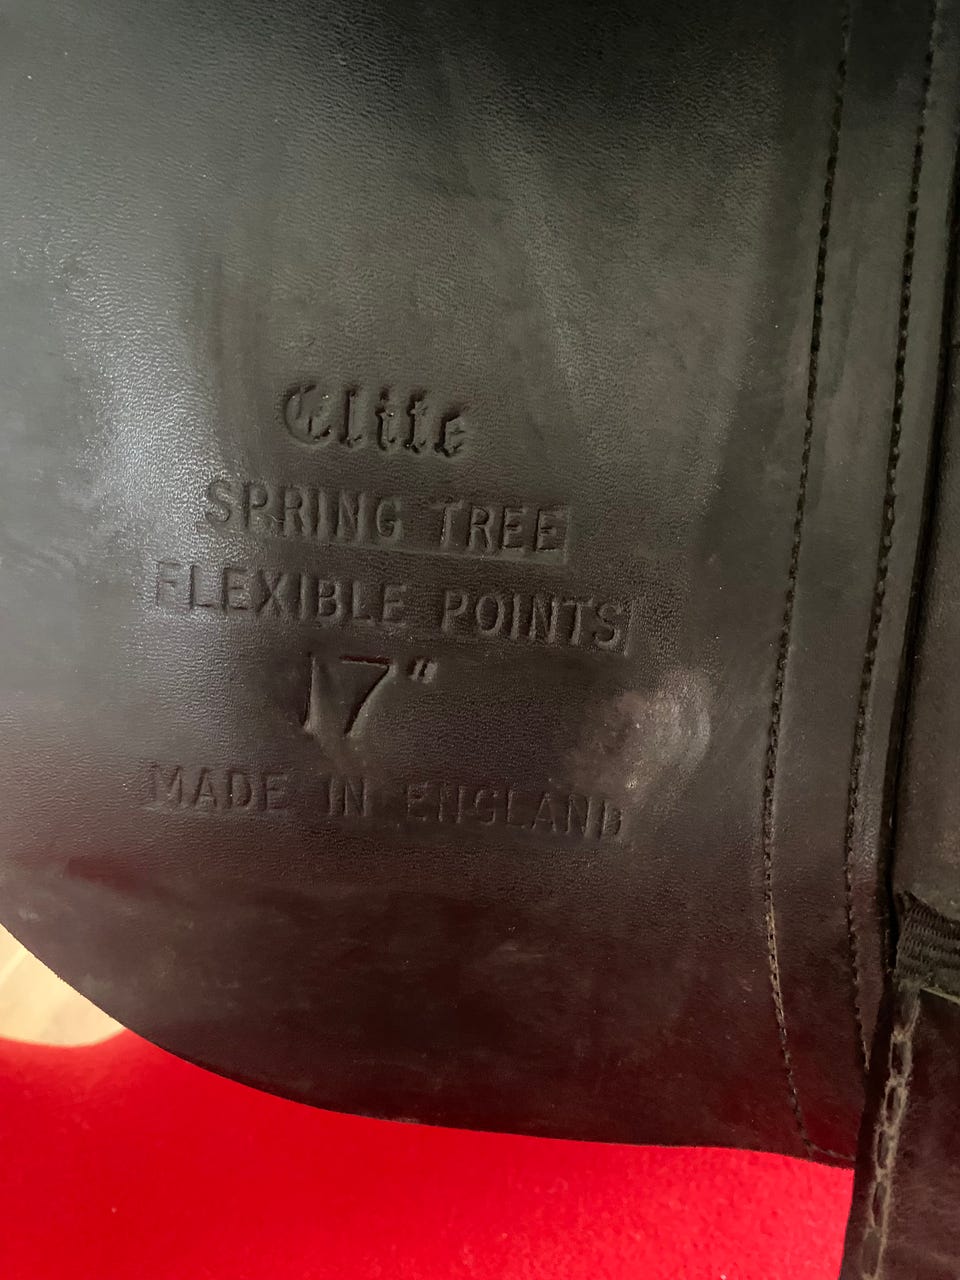 Elite
SPRING TREE
FLEXIBLE POINTS
17"
MADE IN ENGLAND